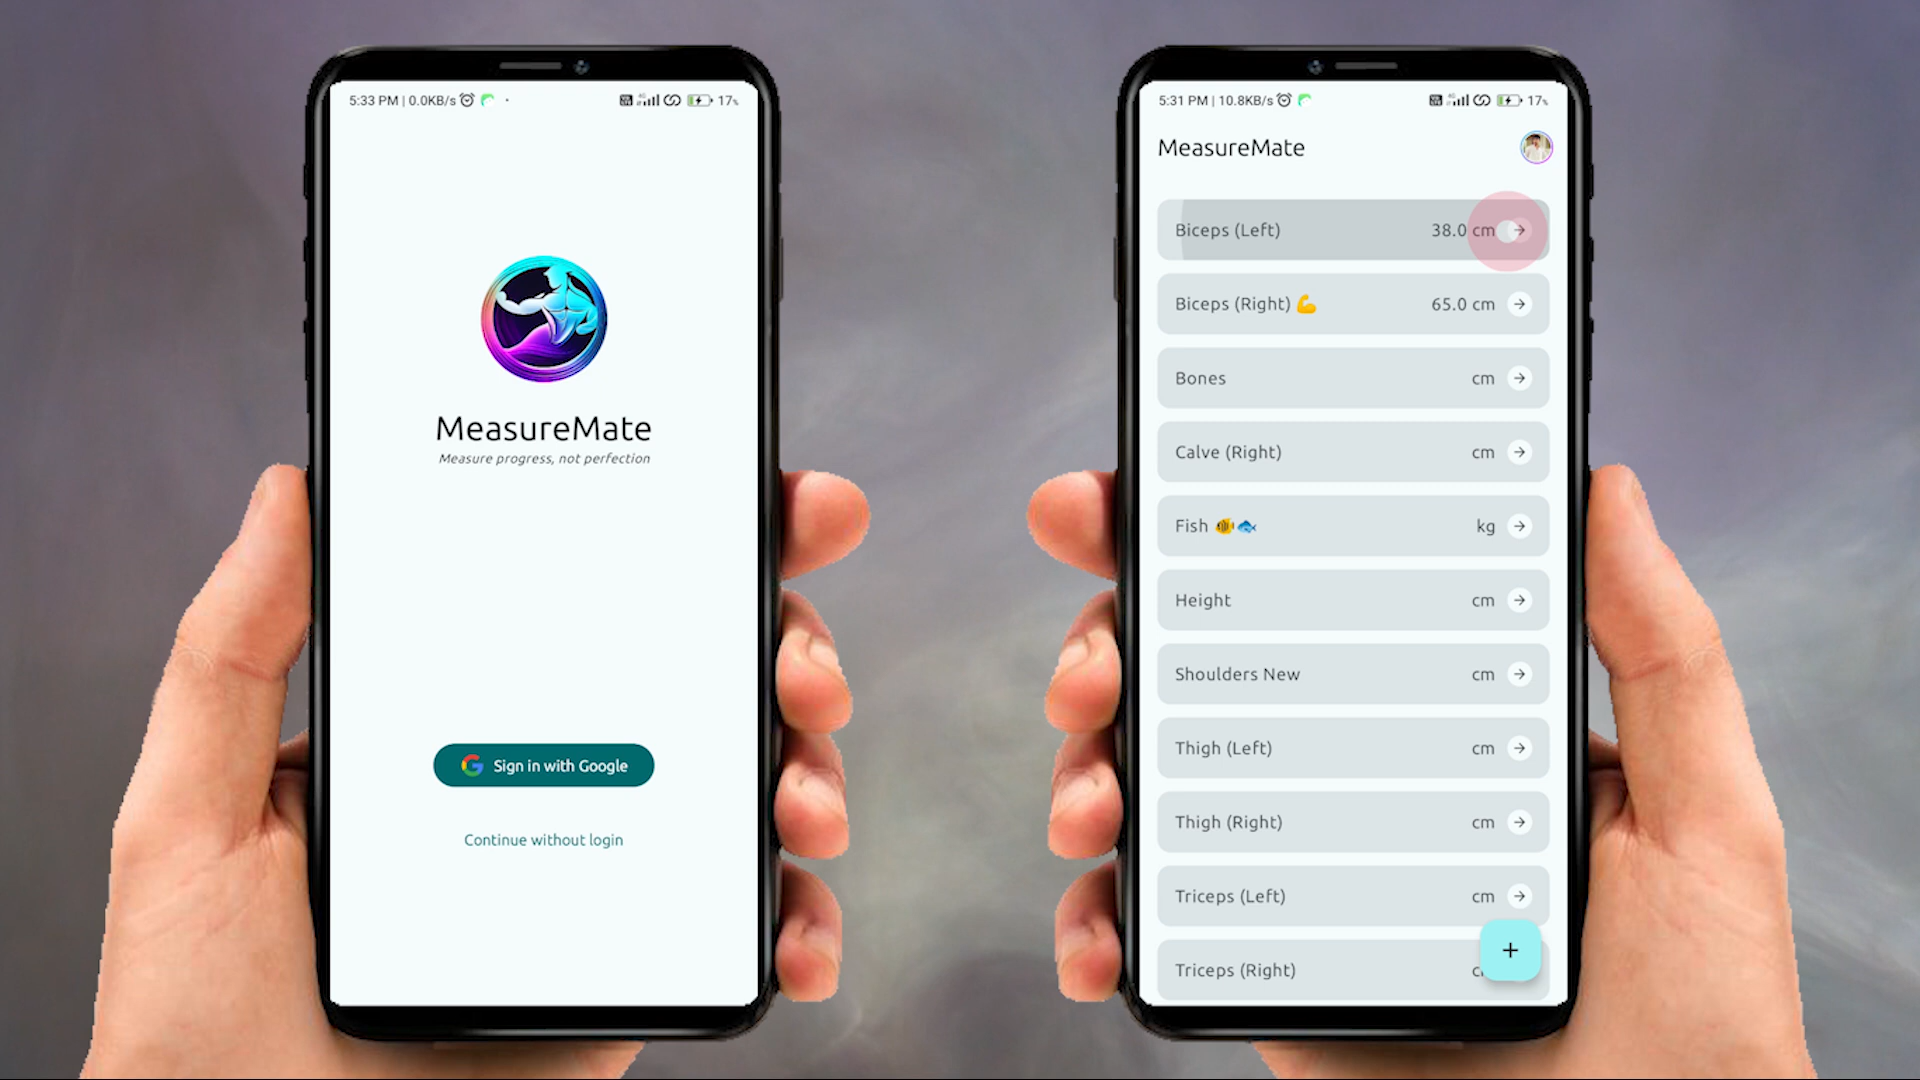 5:33 PM | 0.0KB/s
17%
MeasureMate
Measure progress, not perfection
Sign in with Google
Continue without login
5:31 PM | 10.8KB/s
17%
MeasureMate
Biceps (Left) 38.0 cm
Biceps (Right) 💪 65.0 cm
Bones cm
Calve (Right) cm
Fish 🐠🐟 kg
Height cm
Shoulders New cm
Thigh (Left) cm
Thigh (Right) cm
Triceps (Left) cm
+
Triceps (Right)